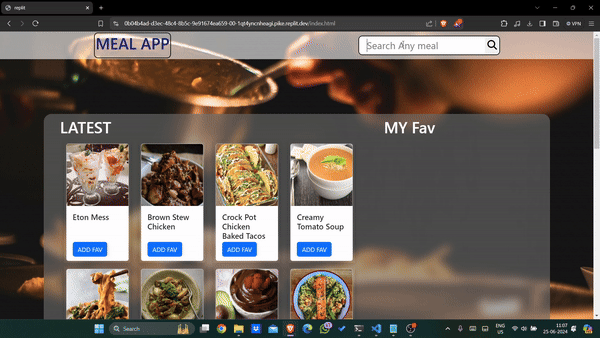 replit
0b04b4ad-d3ec-48c4-8b5c-9e91674ea659-00-1qt4yncnheagi.pike.replit.dev/index.html
VPN
MEAL APP
Search Any meal
LATEST
MY Fav
Eton Mess
Brown Stew
Chicken
Crock Pot
Chicken
Baked Tacos
Creamy
Tomato Soup
ADD FAV
ADD FAV
ADD FAV
ADD FAV
Search
ENG
US
11:07
25-06-2024